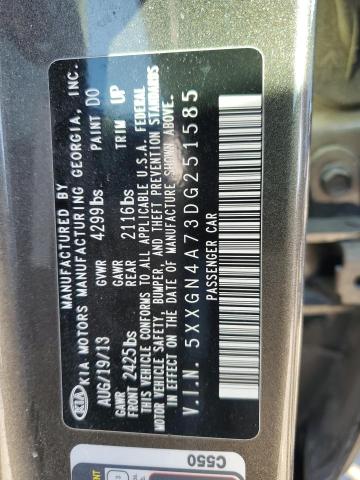 KIA
MANUFACTURED BY
KIA MOTORS MANUFACTURING GEORGIA, INC.
AUG/19/13 GVWR 4299lbs PAINT DO
GAWR FRONT 2425lbs GAWR REAR 2116lbs TRIM UP
THIS VEHICLE CONFORMS TO ALL APPLICABLE U.S.A. FEDERAL
MOTOR VEHICLE SAFETY, BUMPER, AND THEFT PREVENTION STANDARDS
IN EFFECT ON THE DATE OF MANUFACTURE SHOWN ABOVE.
V.I.N. 5XXGN4A73DG251585
PASSENGER CAR
C550